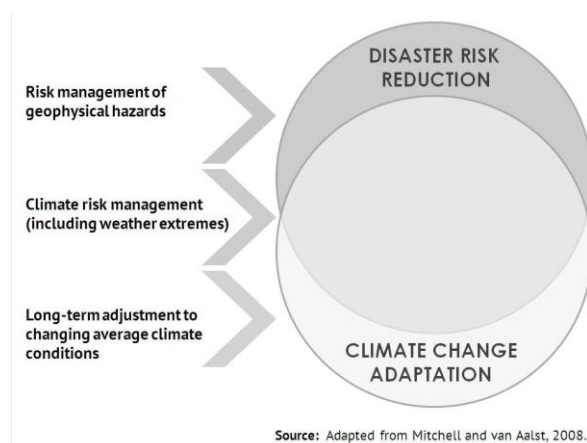 DISASTER RISK
REDUCTION
Risk management of
geophysical hazards
Climate risk management
(including weather extremes)
Long-term adjustment to
changing average climate
conditions
CLIMATE CHANGE
ADAPTATION
Source: Adapted from Mitchell and van Aalst, 2008.